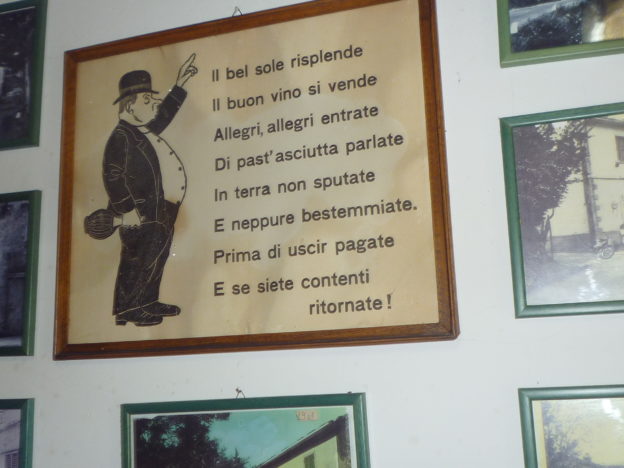 Il bel sole risplende
Il buon vino si vende
Allegri, allegri entrate
Di past'asciutta parlate
In terra non sputate
E neppure bestemmiate.
Prima di uscir pagate
E se siete contenti
ritornate!